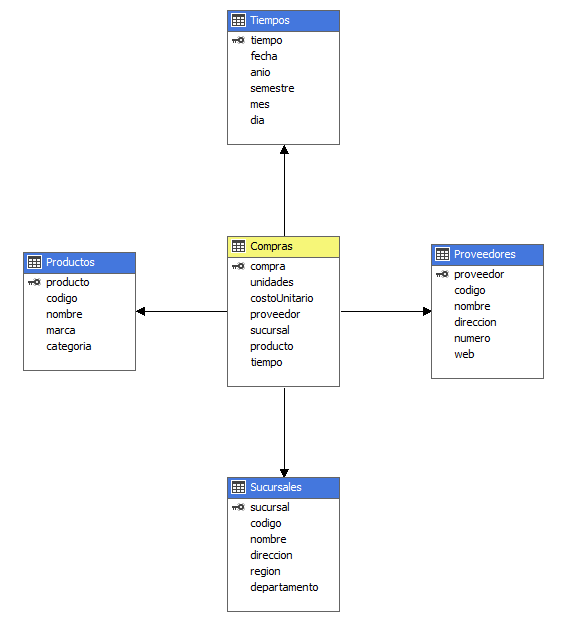 Tiempos
tiempo
fecha
anio
semestre
mes
dia
Productos
producto
codigo
nombre
marca
categoria
Compras
compra
unidades
costoUnitario
proveedor
sucursal
producto
tiempo
Proveedores
proveedor
codigo
nombre
direccion
numero
web
Sucursales
sucursal
codigo
nombre
direccion
region
departamento